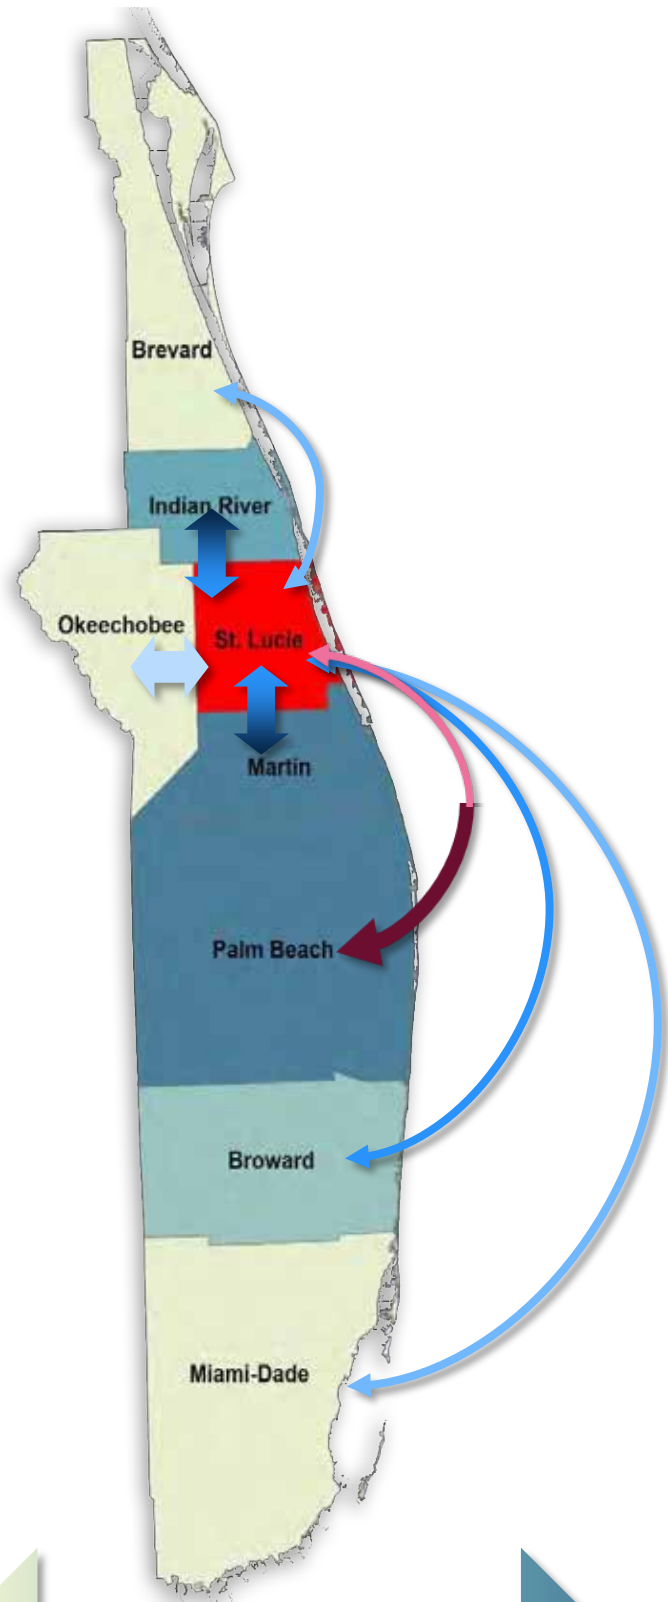 Brevard
Indian River
Okeechobee
St. Lucie
Martin
Palm Beach
Broward
Miami-Dade